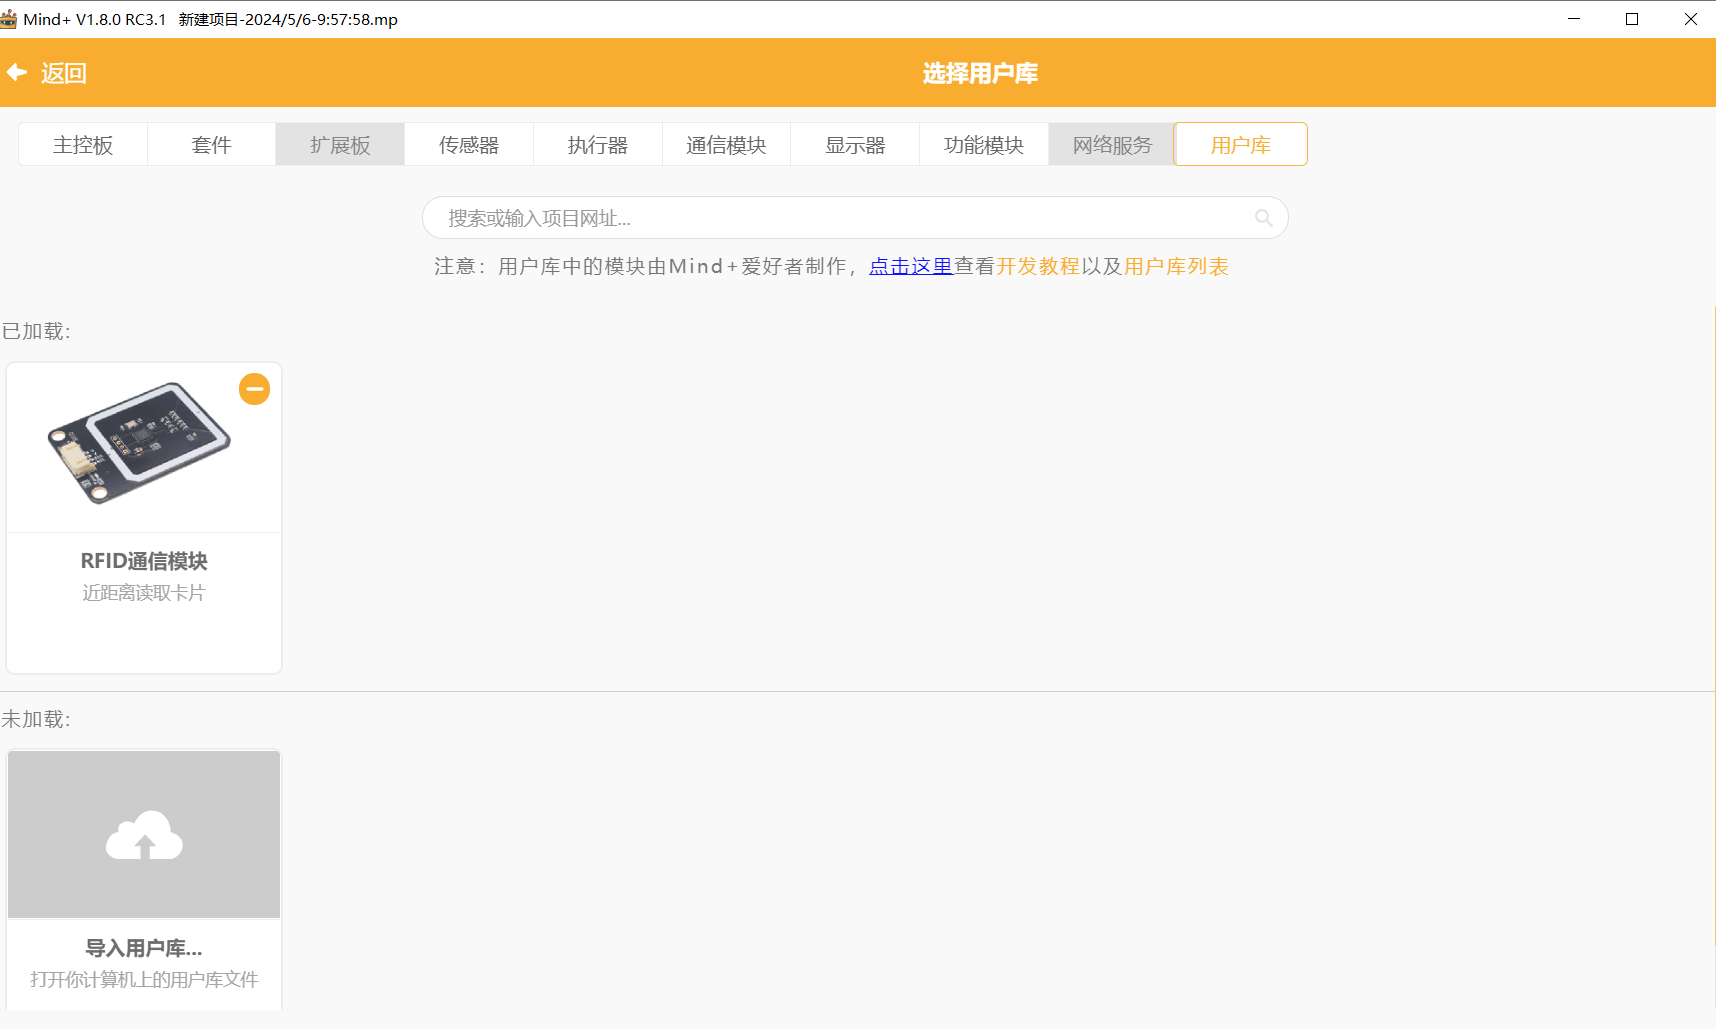 Mind+ V1.8.0 RC3.1 新建项目-2024/5/6-9:57:58.mp
返回
选择用户库
主控板 套件 扩展板 传感器 执行器 通信模块 显示器 功能模块 网络服务 用户库
搜索或输入项目网址...
注意：用户库中的模块由Mind+爱好者制作，点击这里查看开发教程以及用户库列表
已加载:
RFID通信模块
近距离读取卡片
未加载:
导入用户库...
打开你计算机上的用户库文件